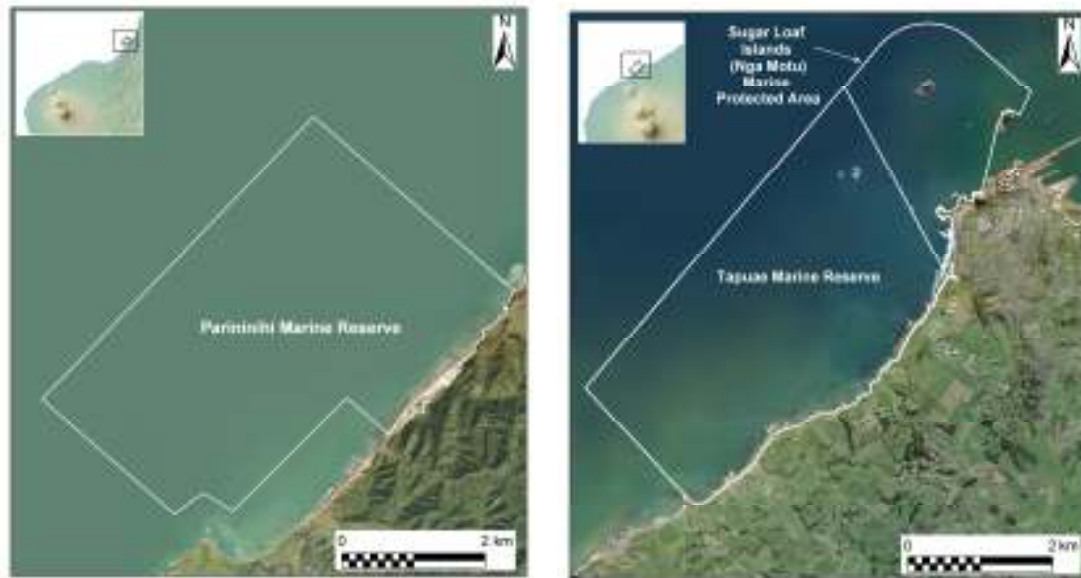 N
Parininihi Marine Reserve
0 2 km
N
Sugar Loaf
Islands
(Nga Motu)
Marine
Protected Area
Tapuae Marine Reserve
0 2 km